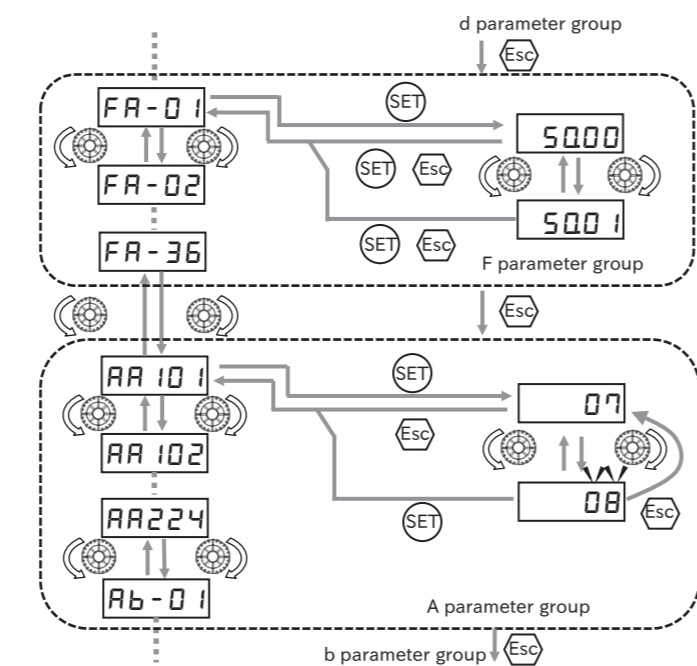 d parameter group
Esc
FA-01
SET
50.00
SET Esc
FA-02
50.01
FA-36
SET Esc
F parameter group
Esc
AA101
SET
07
Esc
AA102
08
Esc
AA224
SET
Ab-01
A parameter group
b parameter group Esc